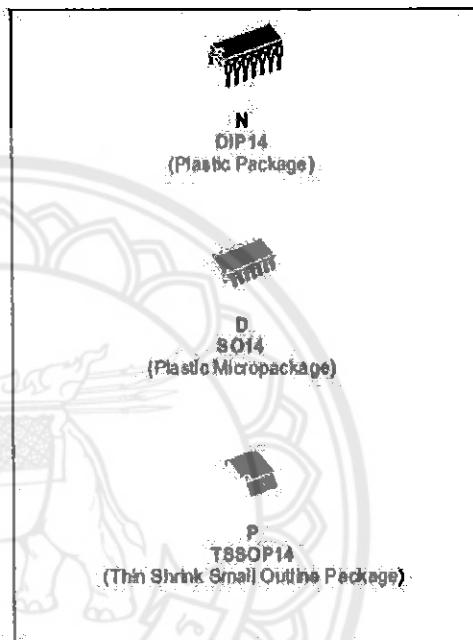 N
DIP14
(Plastic Package)
D
SO14
(Plastic Micropackage)
P
TSSOP14
(Thin Shrink Small Outline Package)